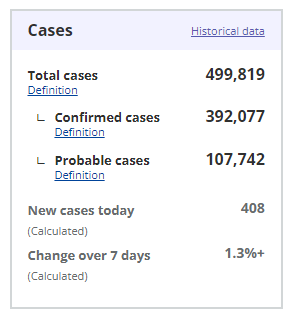 Cases Historical data
Total cases 499,819
Definition
Confirmed cases 392,077
Definition
Probable cases 107,742
Definition
New cases today 408
(Calculated)
Change over 7 days 1.3%+
(Calculated)